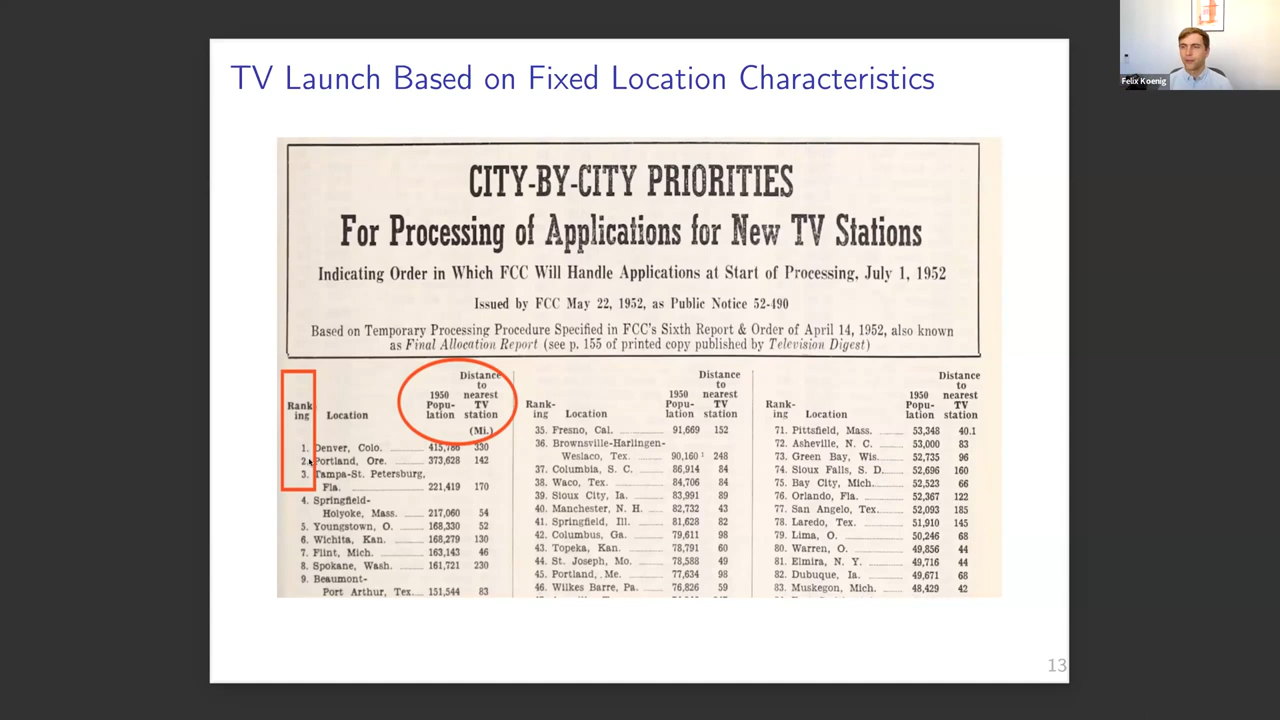 TV Launch Based on Fixed Location Characteristics
Felix Koenig
CITY-BY-CITY PRIORITIES
For Processing of Applications for New TV Stations
Indicating Order in Which FCC Will Handle Applications at Start of Processing, July 1, 1952
Issued by FCC May 22, 1952, as Public Notice 52-490
Based on Temporary Processing Procedure Specified in FCC's Sixth Report & Order of April 14, 1952, also known
as Final Allocation Report (see p. 155 of printed copy published by Television Digest)
Distance
to
1950 nearest
Rank Popu- TV
ing Location lation station
(Mi.)
1. Denver, Colo. 415,786 330
2. Portland, Ore. 373,628 142
3. Tampa-St. Petersburg,
Fla. 221,419 170
4. Springfield-
Holyoke, Mass. 217,060 54
5. Youngstown, O. 168,330 52
6. Wichita, Kan. 168,279 130
7. Flint, Mich. 163,143 46
8. Spokane, Wash. 161,721 230
9. Beaumont-
Port Arthur, Tex. 151,544 83
Distance
to
1950 nearest
Rank- Popu- TV
ing Location lation station
35. Fresno, Cal. 91,669 152
36. Brownsville-Harlingen-
Weslaco, Tex. 90,160 ¹ 248
37. Columbia, S. C. 86,914 84
38. Waco, Tex. 84,706 84
39. Sioux City, Ia. 83,991 89
40. Manchester, N. H. 82,732 43
41. Springfield, Ill. 81,628 82
42. Columbus, Ga. 79,611 98
43. Topeka, Kan. 78,791 60
44. St. Joseph, Mo. 78,588 49
45. Portland, Me. 77,634 98
46. Wilkes Barre, Pa. 76,826 59
Distance
to
1950 nearest
Rank- Popu- TV
ing Location lation station
71. Pittsfield, Mass. 53,348 40.1
72. Asheville, N. C. 53,000 83
73. Green Bay, Wis. 52,735 96
74. Sioux Falls, S. D. 52,696 160
75. Bay City, Mich. 52,523 66
76. Orlando, Fla. 52,367 122
77. San Angelo, Tex. 52,093 185
78. Laredo, Tex. 51,910 145
79. Lima, O. 50,246 68
80. Warren, O. 49,856 44
81. Elmira, N. Y. 49,716 44
82. Dubuque, Ia. 49,671 68
83. Muskegon, Mich. 48,429 42
13